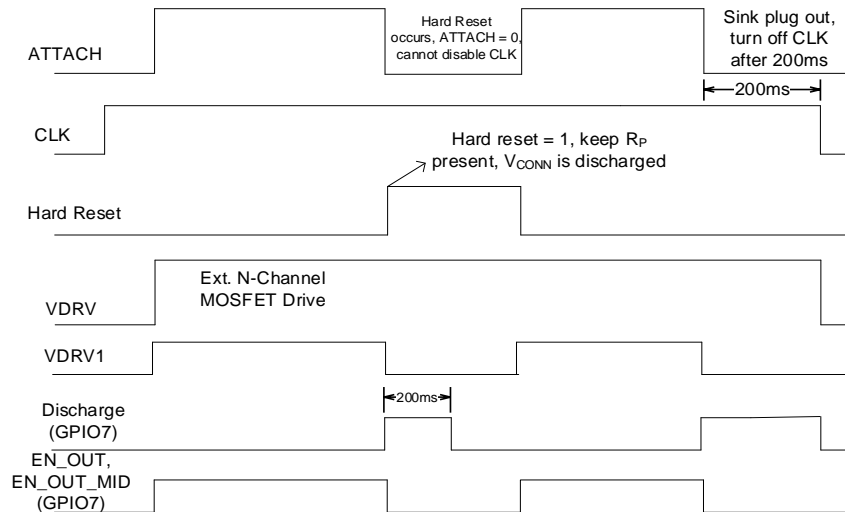 Hard Reset
occurs, ATTACH = 0,
cannot disable CLK
Sink plug out,
turn off CLK
after 200ms
ATTACH
200ms
CLK
Hard reset = 1, keep RP
present, VCONN is discharged
Hard Reset
Ext. N-Channel
MOSFET Drive
VDRV
VDRV1
200ms
Discharge
(GPIO7)
EN_OUT,
EN_OUT_MID
(GPIO7)